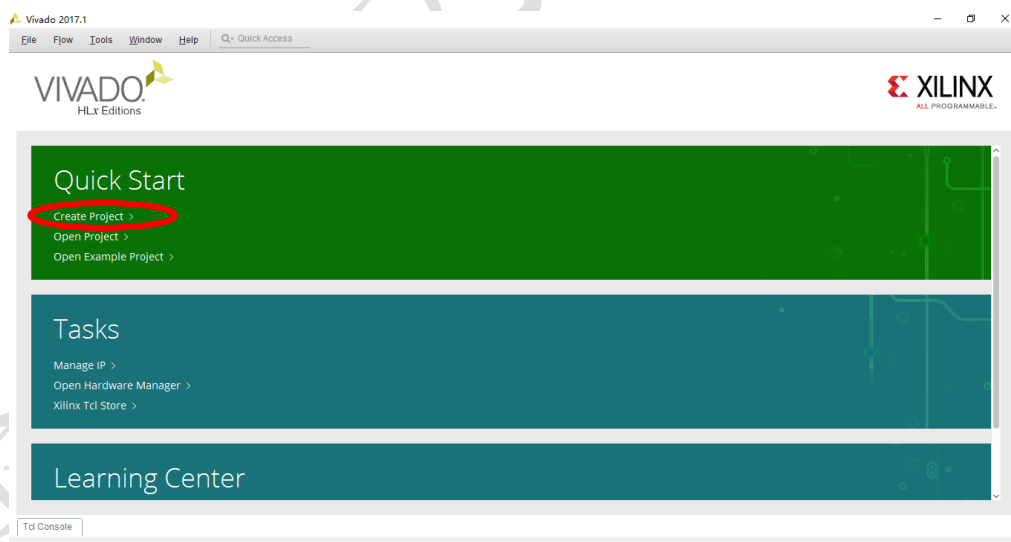 Vivado 2017.1
File Flow Tools Window Help Q- Quick Access
VIVADO.
HLx Editions
XILINX
ALL PROGRAMMABLE.
Quick Start
Create Project >
Open Project >
Open Example Project >
Tasks
Manage IP >
Open Hardware Manager >
Xilinx Tcl Store >
Learning Center
Tcl Console